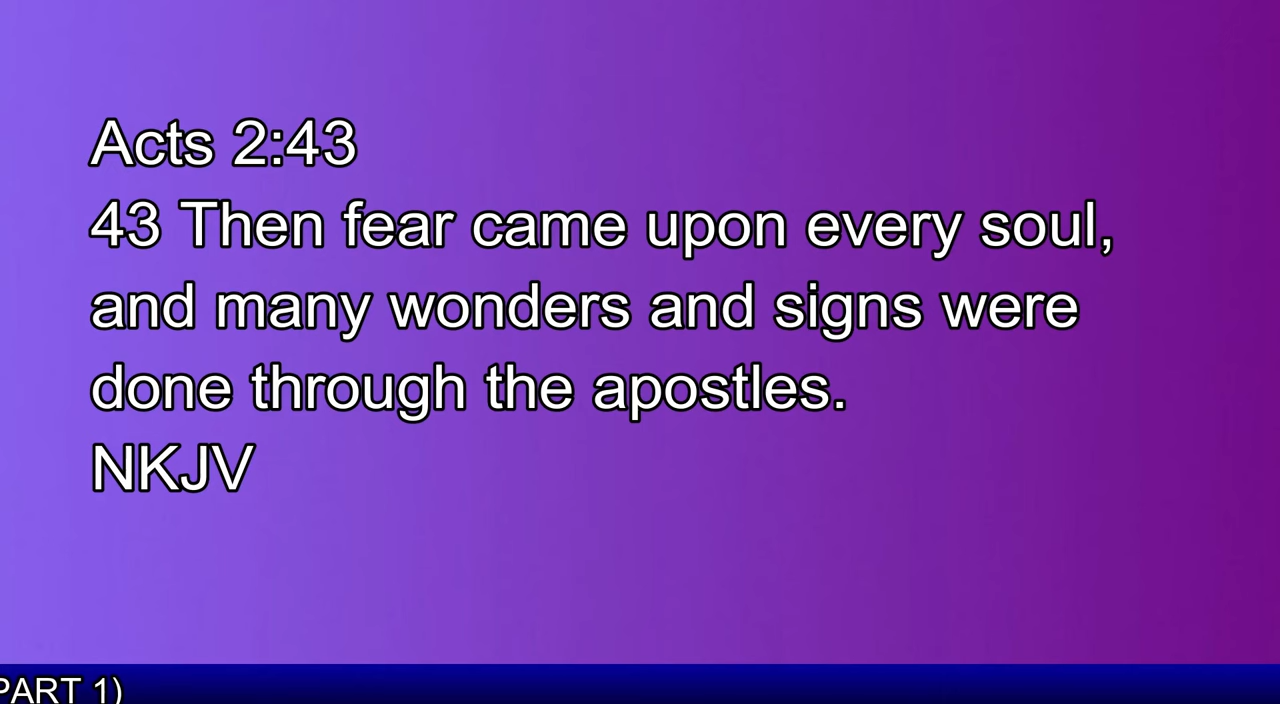 Acts 2:43
43 Then fear came upon every soul,
and many wonders and signs were
done through the apostles.
NKJV
PART 1)